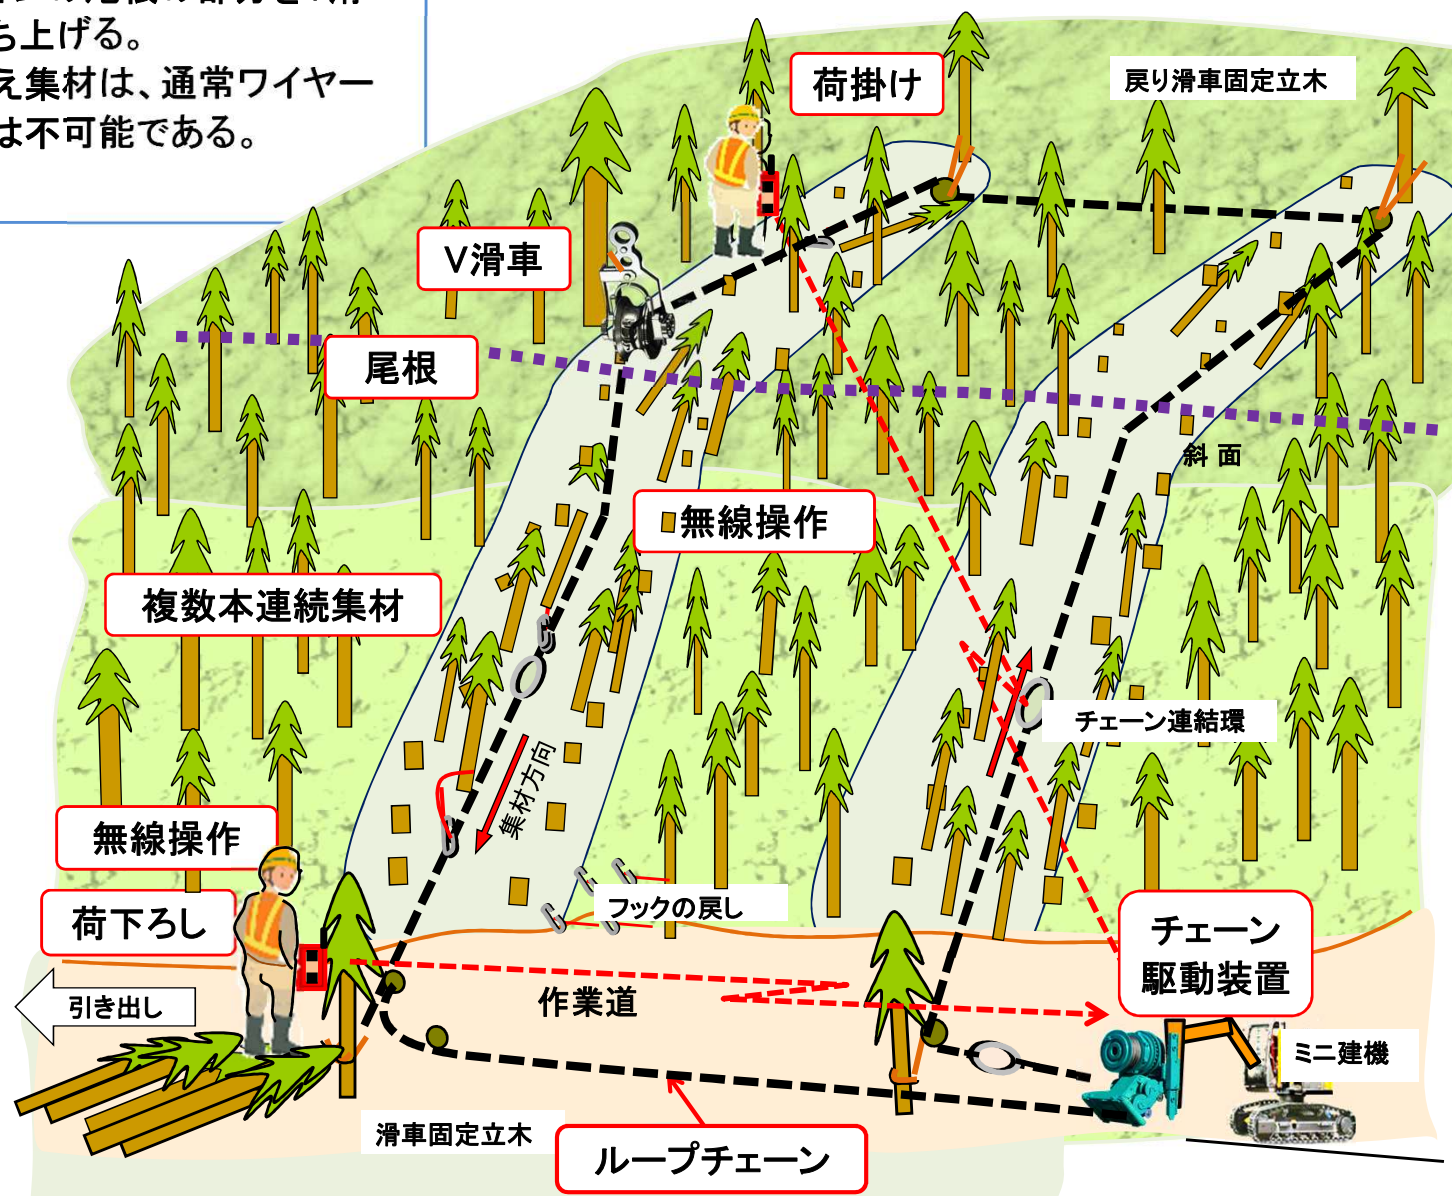 ち上げる。
え集材は、通常ワイヤー
は不可能である。
荷掛け
戻り滑車固定立木
V滑車
尾根
斜面
無線操作
複数本連続集材
チェーン連結環
集材方向
無線操作
荷下ろし
フックの戻し
チェーン
駆動装置
引き出し
作業道
ミニ建機
滑車固定立木
ループチェーン